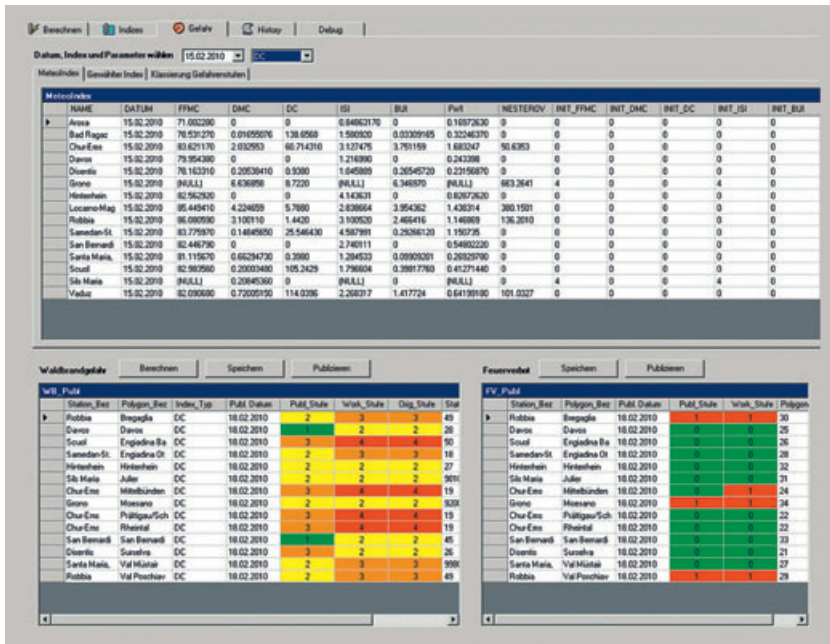 Berechnen Indizes Gefahr History Debug
Datum, Index und Parameter wählen 15.02.2010 DC
MeteoIndex Gewählter Index Klassierung Gefahrenstufen
MeteoIndex
NAME DATUM FFMC DMC DC ISI BUI FWI NESTEROV INIT_FFMC INIT_DMC INIT_DC INIT_ISI INIT_BUI
Arosa 15.02.2010 71.002280 0 0 0.84863170 0 0.16972630 0 0 0 0 0 0
Bad Ragaz 15.02.2010 78.531270 0.01655076 138.6560 1.580920 0.03309165 0.32246370 0 0 0 0 0 0
Chur-Ems 15.02.2010 83.621170 2.032553 60.714310 3.127475 3.751159 1.683247 50.6353 0 0 0 0 0
Davos 15.02.2010 79.954380 0 0 1.216990 0 0.243398 0 0 0 0 0 0
Disentis 15.02.2010 78.163310 0.20538410 0.9380 1.045889 0.26545720 0.23150870 0 0 0 0 0 0
Grono 15.02.2010 (NULL) 6.636858 8.7220 (NULL) 6.346970 (NULL) 663.2641 4 0 0 4 0
Hinterrhein 15.02.2010 82.562920 0 0 4.143631 0 0.82872620 0 0 0 0 0 0
Locarno-Mag 15.02.2010 85.449410 4.224659 5.7880 2.838664 3.954362 1.438314 380.1501 0 0 0 0 0
Robbia 15.02.2010 86.080590 3.100110 1.4420 3.100520 2.466416 1.146869 136.2010 0 0 0 0 0
Samedan-St. 15.02.2010 83.775970 0.14845650 25.546430 4.587991 0.29266120 1.150735 0 0 0 0 0 0
San Bernardi 15.02.2010 82.446790 0 0 2.740111 0 0.54802220 0 0 0 0 0 0
Santa Maria, 15.02.2010 81.115670 0.66294730 0.3980 1.284533 0.09909201 0.26929780 0 0 0 0 0 0
Scuol 15.02.2010 82.983560 0.20003480 105.2429 1.798604 0.39817760 0.41271440 0 0 0 0 0 0
Sils Maria 15.02.2010 (NULL) 0.20845360 0 (NULL) 0 (NULL) 0 4 0 0 4 0
Vaduz 15.02.2010 82.090680 0.72005150 114.0396 2.268317 1.417724 0.64199180 101.0327 0 0 0 0 0
Waldbrandgefahr Berechnen Speichern Publizieren
WB_Publ
Station_Bez Polygon_Bez Index_Typ Publ. Datum Publ_Stufe Work_Stufe Orig_Stufe Stat
Robbia Bregaglia DC 18.02.2010 2 3 3 49
Davos Davos DC 18.02.2010 1 2 2 28
Scuol Engiadina Ba DC 18.02.2010 3 4 4 50
Samedan-St. Engiadina Ot DC 18.02.2010 2 3 3 18
Hinterrhein Hinterrhein DC 18.02.2010 2 2 2 27
Sils Maria Julier DC 18.02.2010 2 2 2
Chur-Ems Mittelbünden DC 18.02.2010 3 4 4 19
Grono Moesano DC 18.02.2010 2 2 2
Chur-Ems Prättigau/Sch DC 18.02.2010 3 4 4 19
Chur-Ems Rheintal DC 18.02.2010 3 4 4 19
San Bernardi San Bernardi DC 18.02.2010 1 2 2 45
Disentis Surselva DC 18.02.2010 3 2 2 26
Santa Maria, Val Müstair DC 18.02.2010 2 2 2
Robbia Val Poschiav DC 18.02.2010 2 3 3 49
Feuerverbot Speichern Publizieren
FV_Publ
Station_Bez Polygon_Bez Publ. Datum Publ_Stufe Work_Stufe Polygon
Robbia Bregaglia 18.02.2010 1 1 30
Davos Davos 18.02.2010 0 0 25
Scuol Engiadina Ba 18.02.2010 0 0 26
Samedan-St. Engiadina Ot 18.02.2010 0 0 28
Hinterrhein Hinterrhein 18.02.2010 0 0 32
Sils Maria Julier 18.02.2010 0 0 31
Chur-Ems Mittelbünden 18.02.2010 0 1 24
Grono Moesano 18.02.2010 1 1 34
Chur-Ems Prättigau/Sch 18.02.2010 0 0 22
Chur-Ems Rheintal 18.02.2010 0 0 22
San Bernardi San Bernardi 18.02.2010 0 0 33
Disentis Surselva 18.02.2010 0 0 21
Santa Maria, Val Müstair 18.02.2010 0 0 27
Robbia Val Poschiav 18.02.2010 1 1 29